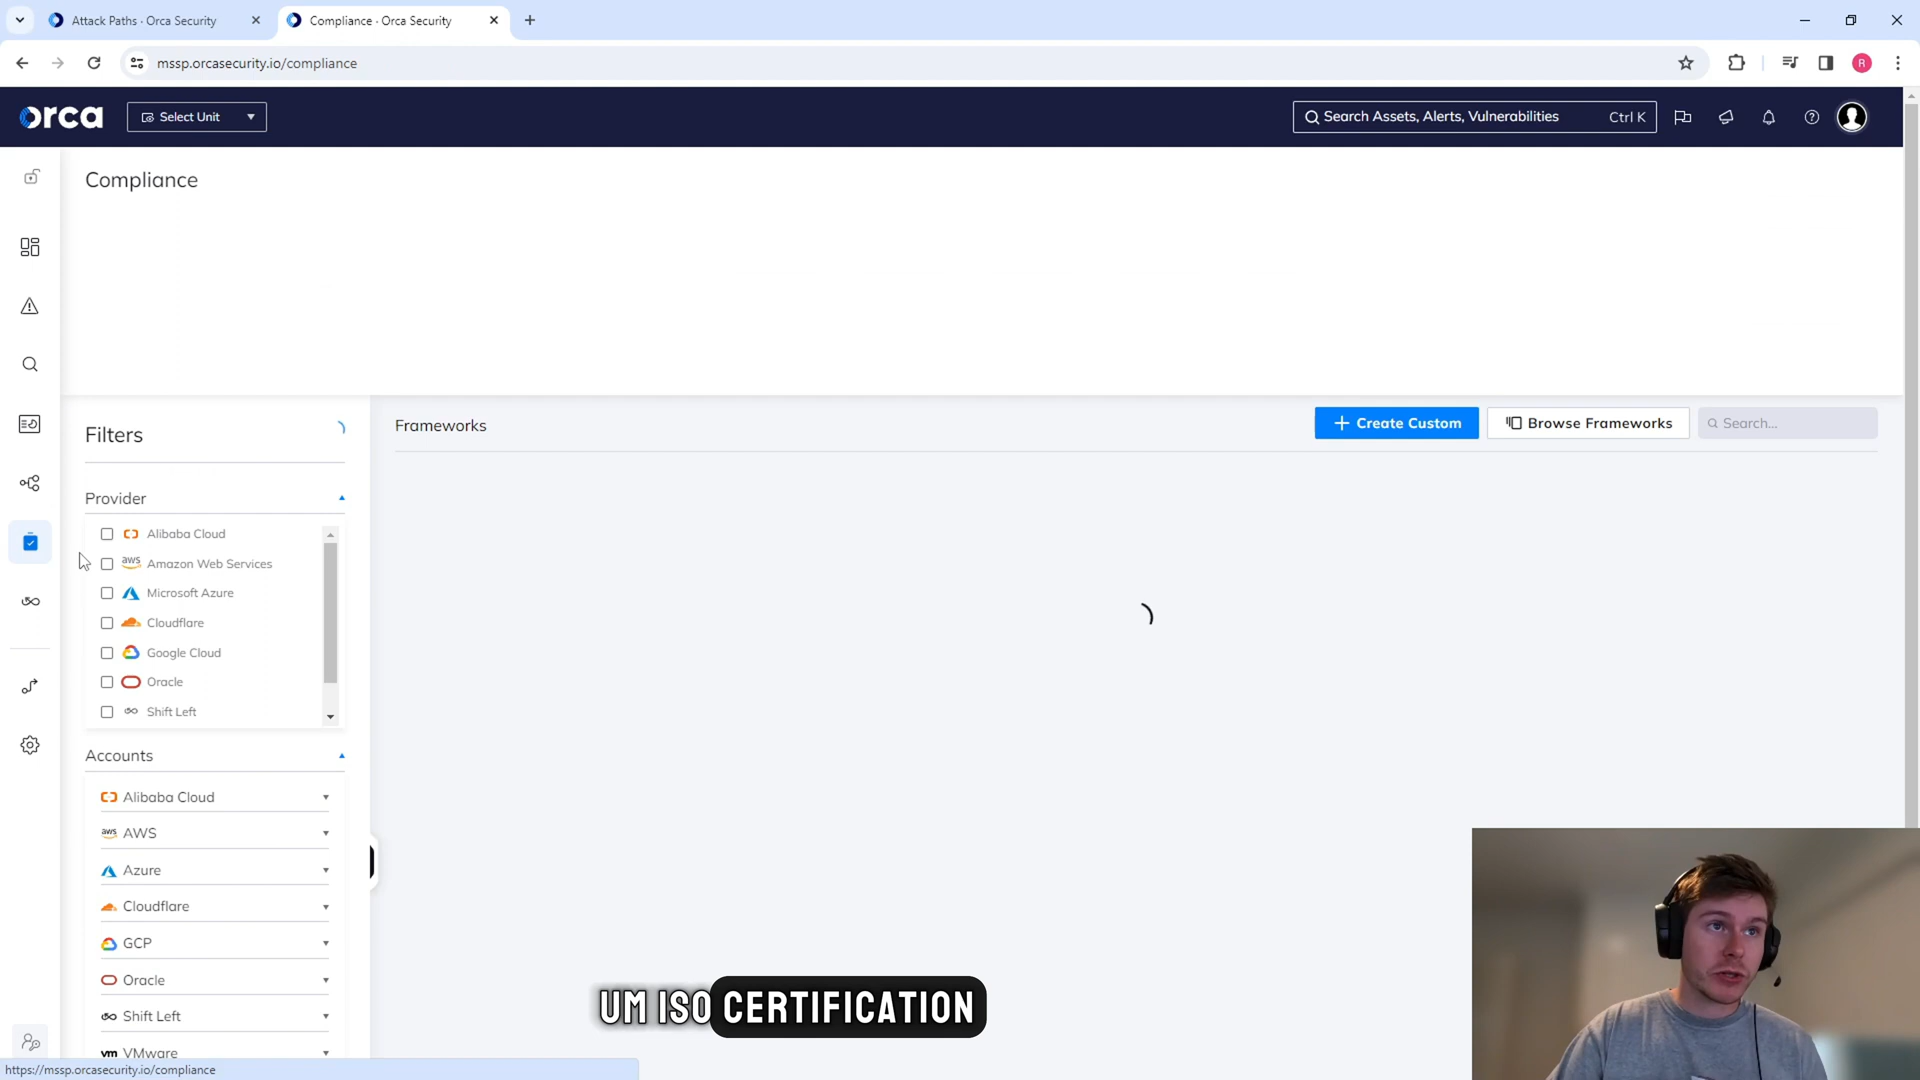 Attack Paths · Orca Security
Compliance · Orca Security
mssp.orcasecurity.io/compliance
R
orca
Select Unit
Search Assets, Alerts, Vulnerabilities
Ctrl K
Compliance
Filters
Frameworks
Create Custom
Browse Frameworks
Search...
Provider
Alibaba Cloud
aws Amazon Web Services
Microsoft Azure
Cloudflare
Google Cloud
Oracle
Shift Left
Accounts
Alibaba Cloud
aws AWS
Azure
Cloudflare
GCP
Oracle
Shift Left
vm VMware
UM ISO CERTIFICATION
https://mssp.orcasecurity.io/compliance